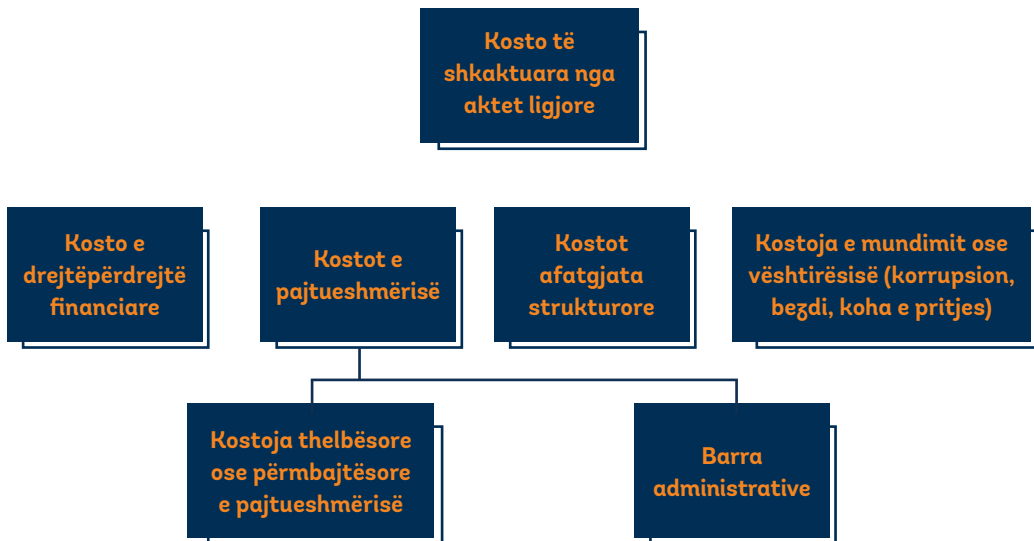 Kosto të
shkaktuara nga
aktet ligjore
Kosto e
drejtëpërdrejtë
financiare
Kostot e
pajtueshmërisë
Kostot
afatgjata
strukturore
Kostoja e mundimit ose
vështirësisë (korrupsion,
bezdi, koha e pritjes)
Kostoja thelbësore
ose përmbajtësore
e pajtueshmërisë
Barra
administrative